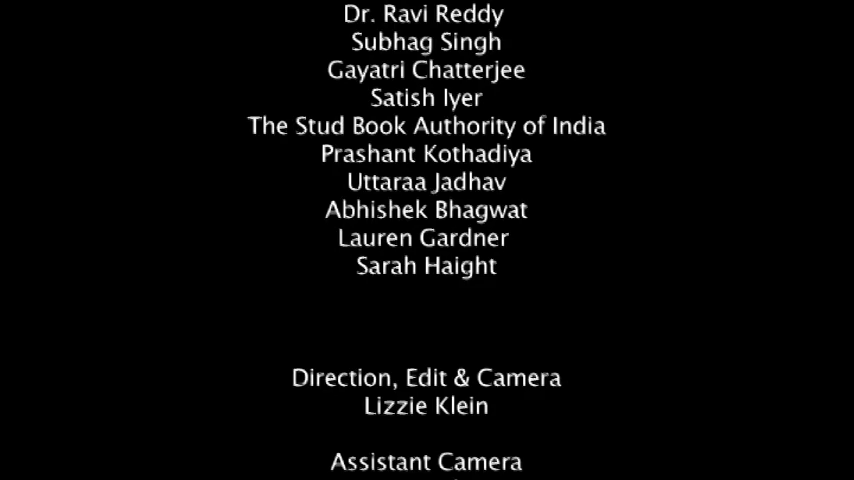 Dr. Ravi Reddy
Subhag Singh
Gayatri Chatterjee
Satish Iyer
The Stud Book Authority of India
Prashant Kothadiya
Uttaraa Jadhav
Abhishek Bhagwat
Lauren Gardner
Sarah Haight
Direction, Edit & Camera
Lizzie Klein
Assistant Camera